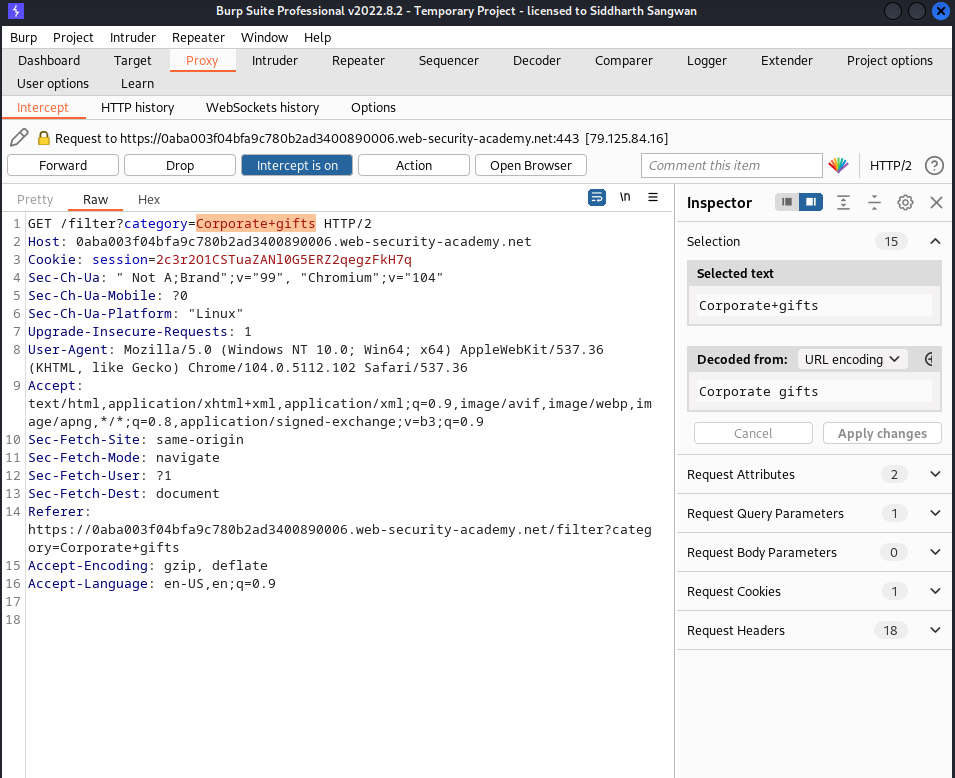 Burp Suite Professional v2022.8.2 - Temporary Project - licensed to Siddharth Sangwan
Burp Project Intruder Repeater Window Help
Dashboard Target Proxy Intruder Repeater Sequencer Decoder Comparer Logger Extender Project options
User options Learn
Intercept HTTP history WebSockets history Options
Request to https://0aba003f04bfa9c780b2ad3400890006.web-security-academy.net:443 [79.125.84.16]
Forward Drop Intercept is on Action Open Browser Comment this item HTTP/2 ?
Pretty Raw Hex \n
1 GET /filter?category=Corporate+gifts HTTP/2
2 Host: 0aba003f04bfa9c780b2ad3400890006.web-security-academy.net
3 Cookie: session=2c3r2O1CSTuaZANl0G5ERZ2qegzFkH7q
4 Sec-Ch-Ua: " Not A;Brand";v="99", "Chromium";v="104"
5 Sec-Ch-Ua-Mobile: ?0
6 Sec-Ch-Ua-Platform: "Linux"
7 Upgrade-Insecure-Requests: 1
8 User-Agent: Mozilla/5.0 (Windows NT 10.0; Win64; x64) AppleWebKit/537.36
(KHTML, like Gecko) Chrome/104.0.5112.102 Safari/537.36
9 Accept:
text/html,application/xhtml+xml,application/xml;q=0.9,image/avif,image/webp,im
age/apng,*/*;q=0.8,application/signed-exchange;v=b3;q=0.9
10 Sec-Fetch-Site: same-origin
11 Sec-Fetch-Mode: navigate
12 Sec-Fetch-User: ?1
13 Sec-Fetch-Dest: document
14 Referer:
https://0aba003f04bfa9c780b2ad3400890006.web-security-academy.net/filter?categ
ory=Corporate+gifts
15 Accept-Encoding: gzip, deflate
16 Accept-Language: en-US,en;q=0.9
17
18
Inspector
Selection 15
Selected text
Corporate+gifts
Decoded from: URL encoding
Corporate gifts
Cancel Apply changes
Request Attributes 2
Request Query Parameters 1
Request Body Parameters 0
Request Cookies 1
Request Headers 18